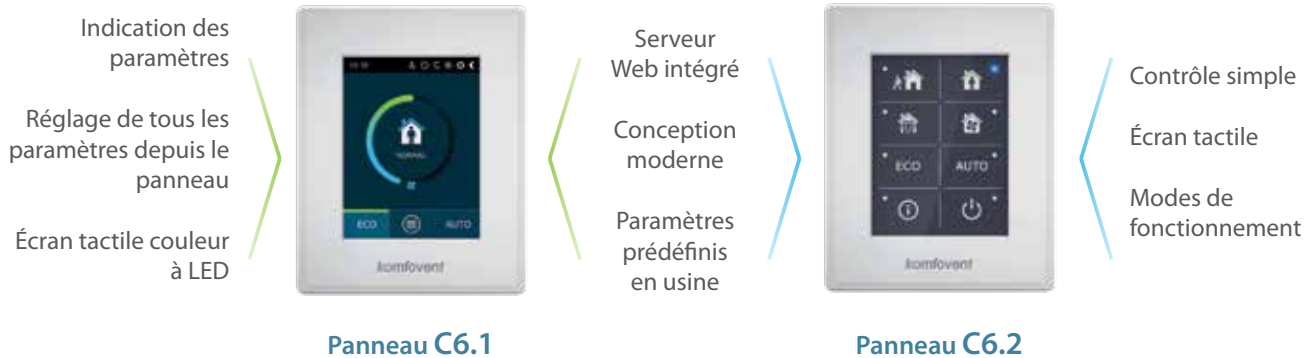 Indication des
paramètres
Réglage de tous les
paramètres depuis le
panneau
Écran tactile couleur
à LED
NORMAL
ECO
AUTO
komfovent
Panneau C6.1
Serveur
Web intégré
Conception
moderne
Paramètres
prédéfinis
en usine
ECO
AUTO
komfovent
Panneau C6.2
Contrôle simple
Écran tactile
Modes de
fonctionnement